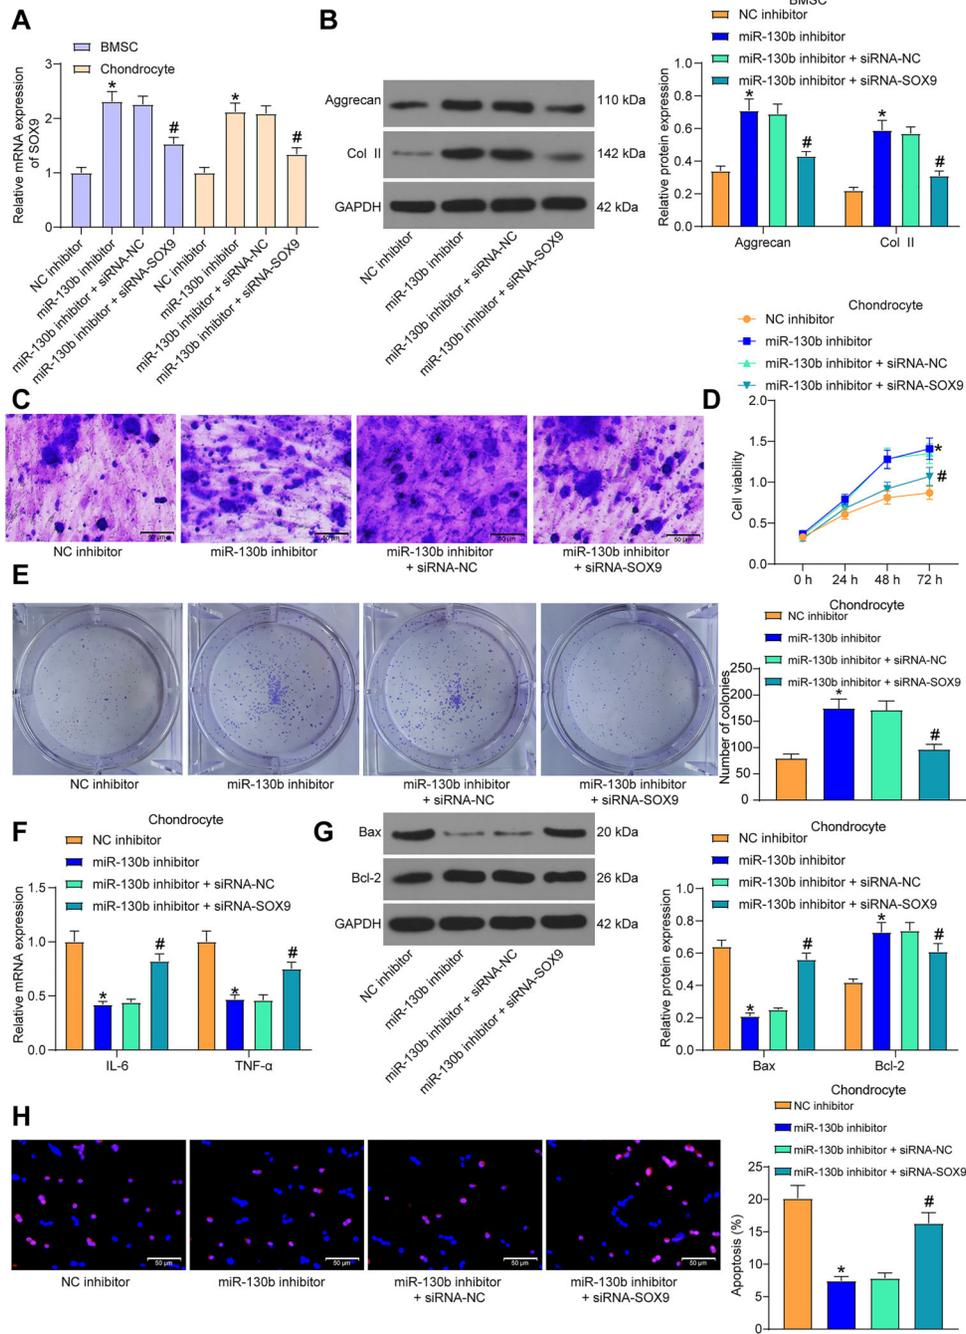 A
BMSC
Chondrocyte
Relative mRNA expression
of SOX9
3
2
1
0
*
#
*
#
NC inhibitor
miR-130b inhibitor
miR-130b inhibitor + siRNA-NC
miR-130b inhibitor + siRNA-SOX9
NC inhibitor
miR-130b inhibitor
miR-130b inhibitor + siRNA-NC
miR-130b inhibitor + siRNA-SOX9
B
Aggrecan
110 kDa
Col II
142 kDa
GAPDH
42 kDa
NC inhibitor
miR-130b inhibitor
miR-130b inhibitor + siRNA-NC
miR-130b inhibitor + siRNA-SOX9
BMSC
NC inhibitor
miR-130b inhibitor
miR-130b inhibitor + siRNA-NC
miR-130b inhibitor + siRNA-SOX9
Relative protein expression
1.0
0.8
0.6
0.4
0.2
0.0
*
#
*
#
Aggrecan
Col II
C
50 μm
50 μm
50 μm
50 μm
NC inhibitor
miR-130b inhibitor
miR-130b inhibitor
+ siRNA-NC
miR-130b inhibitor
+ siRNA-SOX9
D
Chondrocyte
NC inhibitor
miR-130b inhibitor
miR-130b inhibitor + siRNA-NC
miR-130b inhibitor + siRNA-SOX9
Cell viability
2.0
1.5
1.0
0.5
0.0
*
#
0 h
24 h
48 h
72 h
E
NC inhibitor
miR-130b inhibitor
miR-130b inhibitor
+ siRNA-NC
miR-130b inhibitor
+ siRNA-SOX9
Chondrocyte
NC inhibitor
miR-130b inhibitor
miR-130b inhibitor + siRNA-NC
miR-130b inhibitor + siRNA-SOX9
Number of colonies
250
200
150
100
50
0
*
#
F
Chondrocyte
NC inhibitor
miR-130b inhibitor
miR-130b inhibitor + siRNA-NC
miR-130b inhibitor + siRNA-SOX9
Relative mRNA expression
1.5
1.0
0.5
0.0
*
#
*
#
IL-6
TNF-α
G
Bax
20 kDa
Bcl-2
26 kDa
GAPDH
42 kDa
NC inhibitor
miR-130b inhibitor
miR-130b inhibitor + siRNA-NC
miR-130b inhibitor + siRNA-SOX9
Chondrocyte
NC inhibitor
miR-130b inhibitor
miR-130b inhibitor + siRNA-NC
miR-130b inhibitor + siRNA-SOX9
Relative protein expression
1.0
0.8
0.6
0.4
0.2
0.0
*
#
*
#
Bax
Bcl-2
H
50 μm
50 μm
50 μm
50 μm
NC inhibitor
miR-130b inhibitor
miR-130b inhibitor
+ siRNA-NC
miR-130b inhibitor
+ siRNA-SOX9
Chondrocyte
NC inhibitor
miR-130b inhibitor
miR-130b inhibitor + siRNA-NC
miR-130b inhibitor + siRNA-SOX9
Apoptosis (%)
25
20
15
10
5
0
*
#